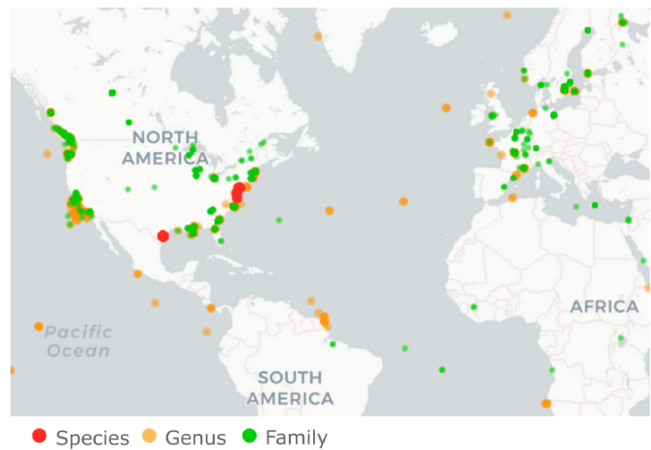 NORTH
AMERICA
AFRICA
Pacific
Ocean
SOUTH
AMERICA
Species Genus Family